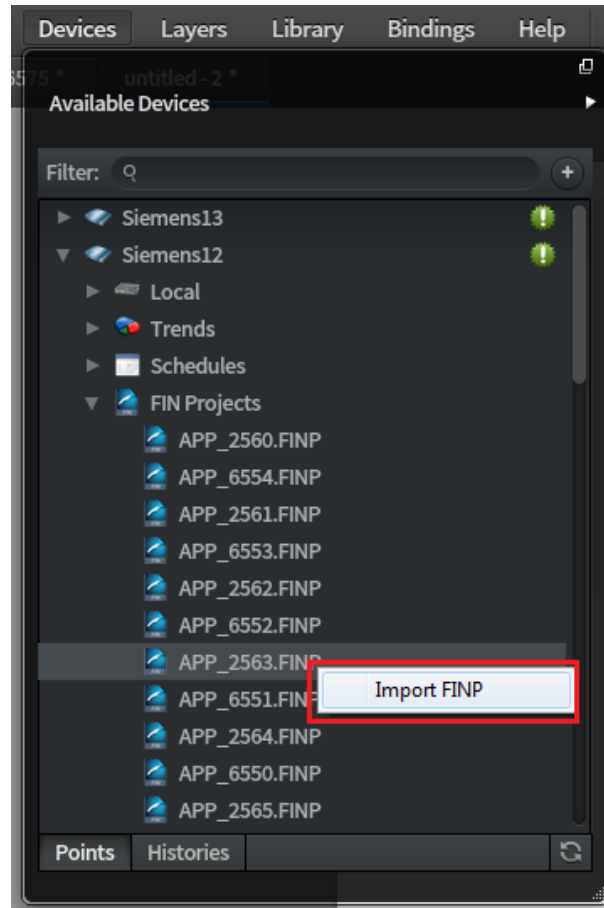 Devices Layers Library Bindings Help
6575 * untitled - 2 *
Available Devices
Filter:
Siemens13
Siemens12
Local
Trends
Schedules
FIN Projects
APP_2560.FINP
APP_6554.FINP
APP_2561.FINP
APP_6553.FINP
APP_2562.FINP
APP_6552.FINP
APP_2563.FINP
Import FINP
APP_6551.FINP
APP_2564.FINP
APP_6550.FINP
APP_2565.FINP
Points Histories